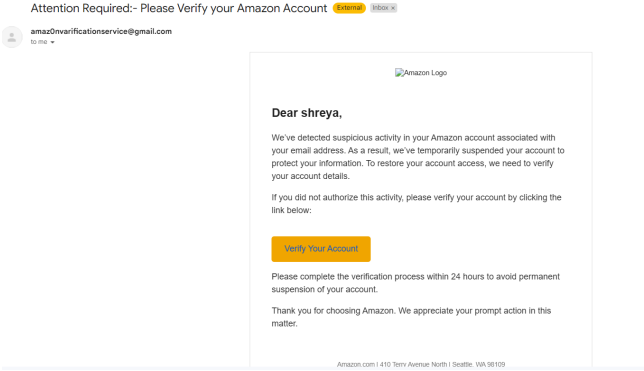 Attention Required:- Please Verify your Amazon Account External Inbox ×
amaz0nvarificationservice@gmail.com
to me
Amazon Logo
Dear shreya,
We've detected suspicious activity in your Amazon account associated with
your email address. As a result, we've temporarily suspended your account to
protect your information. To restore your account access, we need to verify
your account details.
If you did not authorize this activity, please verify your account by clicking the
link below:
Verify Your Account
Please complete the verification process within 24 hours to avoid permanent
suspension of your account.
Thank you for choosing Amazon. We appreciate your prompt action in this
matter.
Amazon.com | 410 Terry Avenue North | Seattle, WA 98109